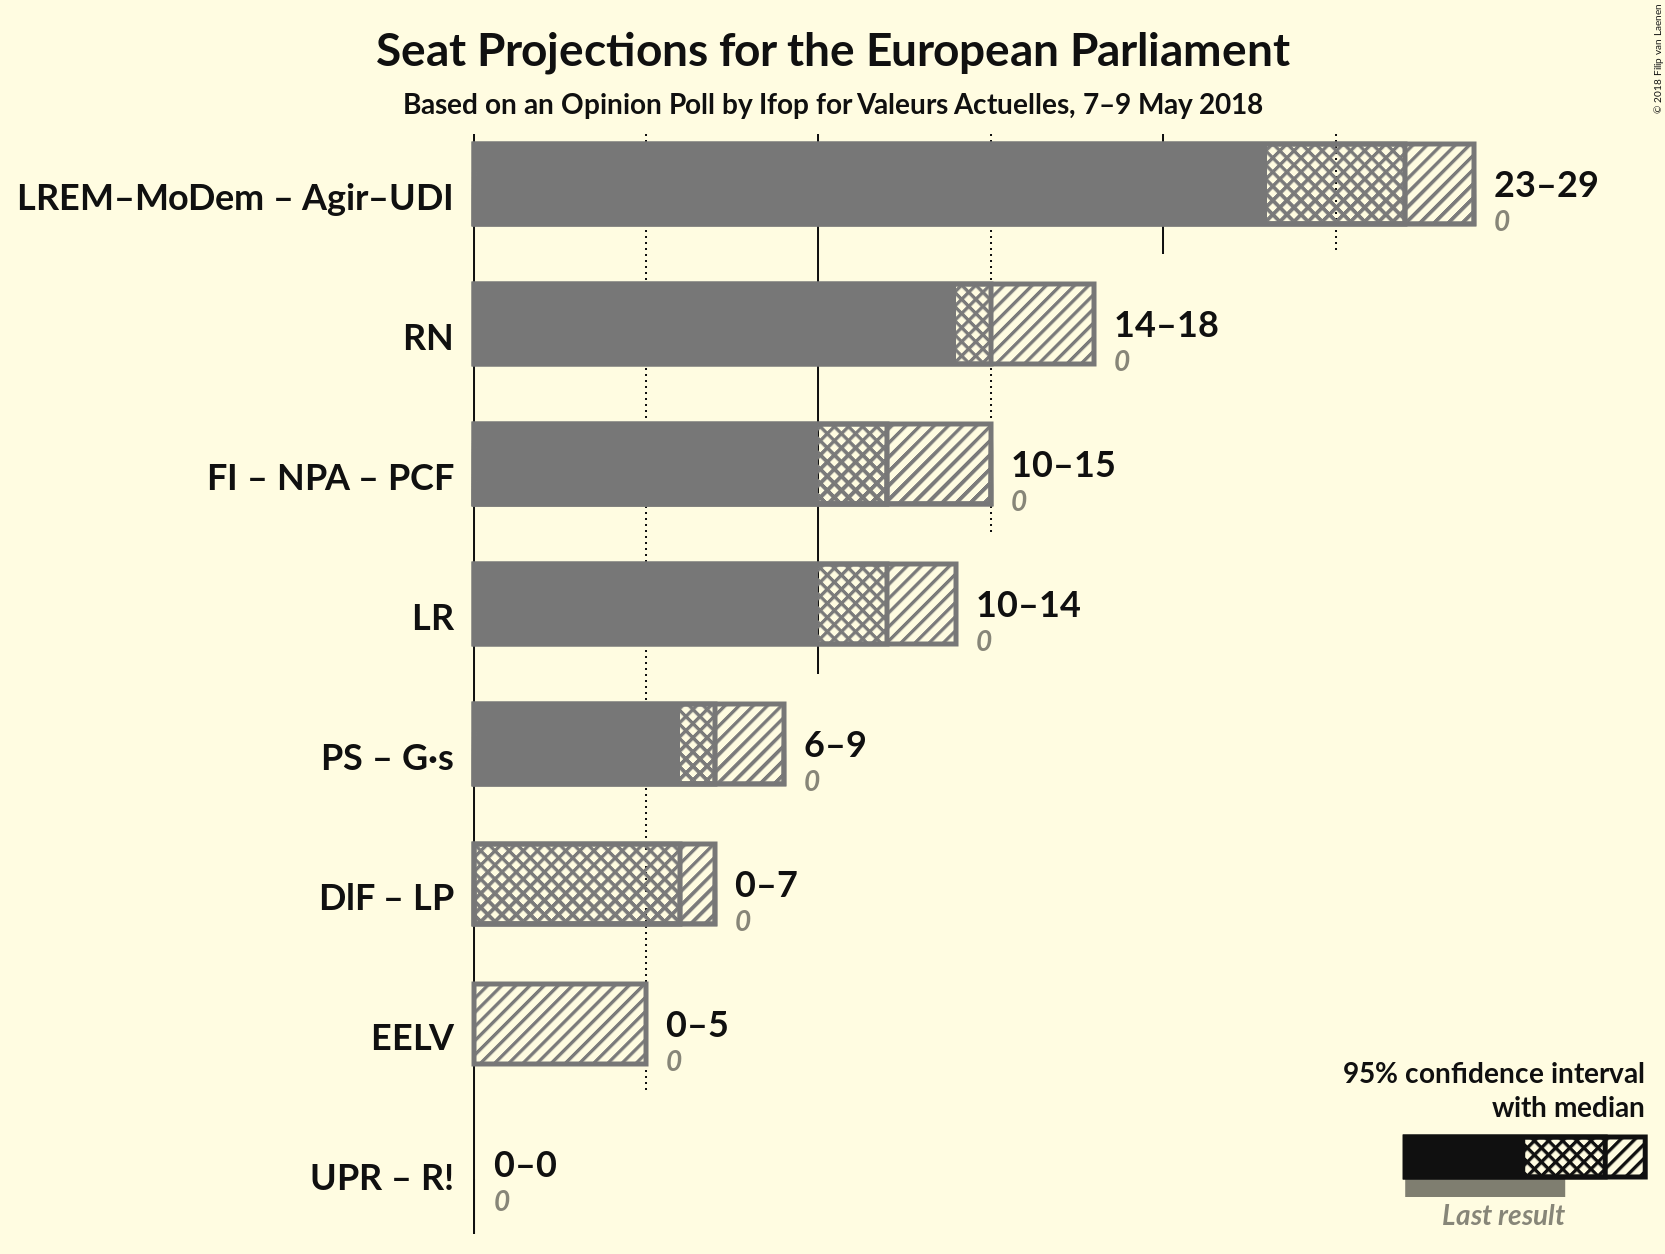 Seat Projections for the European Parliament
Based on an Opinion Poll by Ifop for Valeurs Actuelles, 7–9 May 2018
© 2018 Filip van Laenen
LREM–MoDem – Agir–UDI
23–29
0
RN
14–18
0
FI – NPA – PCF
10–15
0
LR
10–14
0
PS – G·s
6–9
0
DlF – LP
0–7
0
EELV
0–5
0
UPR – R!
0–0
0
95% confidence interval
with median
Last result